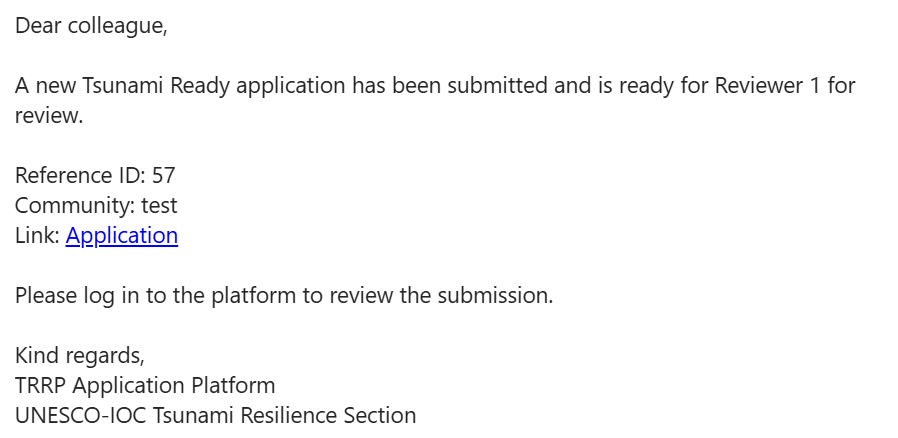 Dear colleague,
A new Tsunami Ready application has been submitted and is ready for Reviewer 1 for
review.
Reference ID: 57
Community: test
Link: Application
Please log in to the platform to review the submission.
Kind regards,
TRRP Application Platform
UNESCO-IOC Tsunami Resilience Section